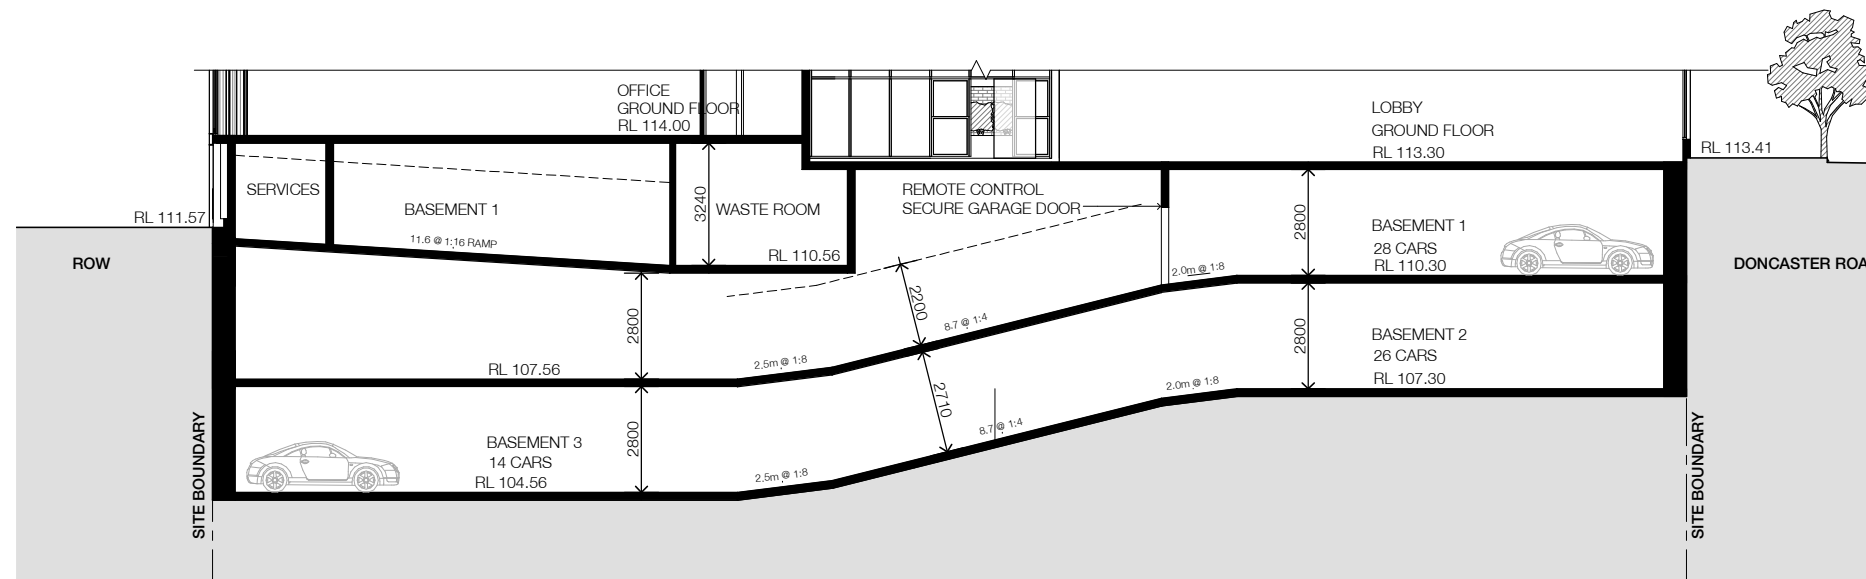 OFFICE
GROUND FLOOR
RL 114.00
LOBBY
GROUND FLOOR
RL 113.30
RL 113.41
SERVICES
BASEMENT 1
11.6 @ 1:16 RAMP
3240
WASTE ROOM
RL 110.56
REMOTE CONTROL
SECURE GARAGE DOOR
2800
BASEMENT 1
28 CARS
RL 110.30
RL 111.57
ROW
DONCASTER ROA
2.0m @ 1:8
2200
8.7 @ 1:4
2800
RL 107.56
2.5m @ 1:8
2800
BASEMENT 2
26 CARS
RL 107.30
2.0m @ 1:8
2710
8.7 @ 1:4
2800
BASEMENT 3
14 CARS
RL 104.56
2.5m @ 1:8
SITE BOUNDARY
SITE BOUNDARY